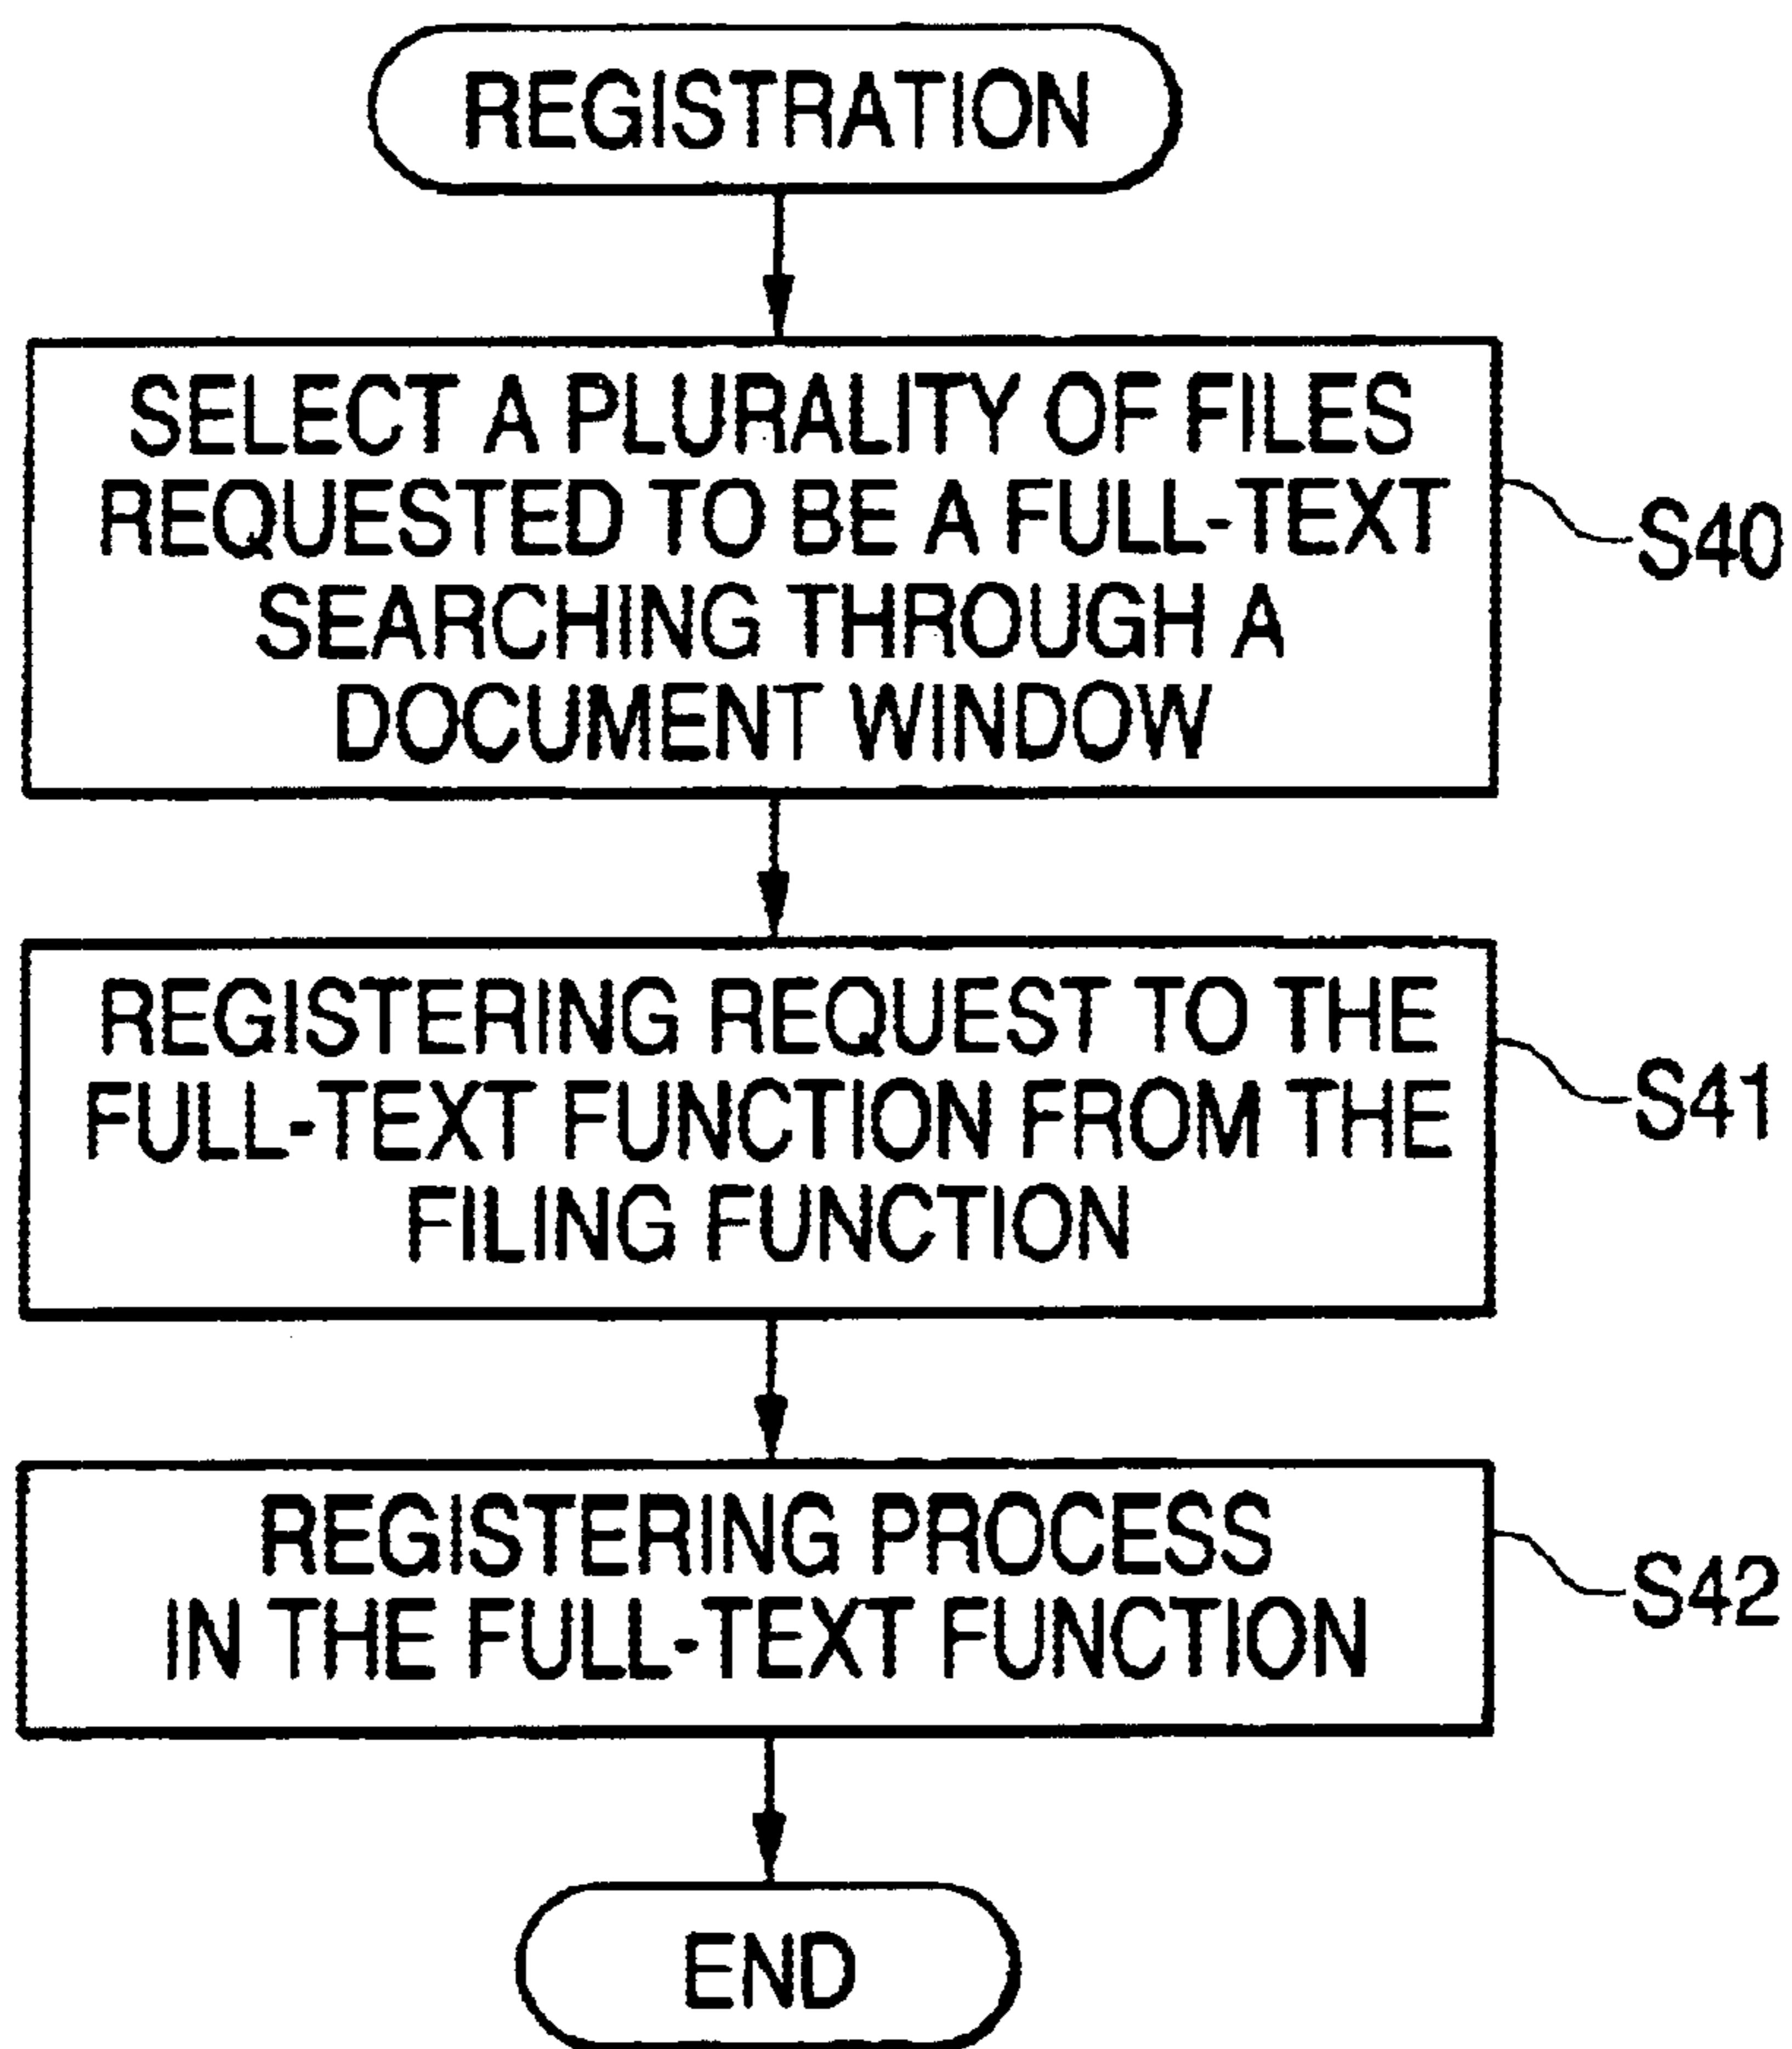 REGISTRATION
SELECT A PLURALITY OF FILES
REQUESTED TO BE A FULL-TEXT
SEARCHING THROUGH A
DOCUMENT WINDOW
S40
REGISTERING REQUEST TO THE
FULL-TEXT FUNCTION FROM THE
FILING FUNCTION
S41
REGISTERING PROCESS
IN THE FULL-TEXT FUNCTION
S42
END